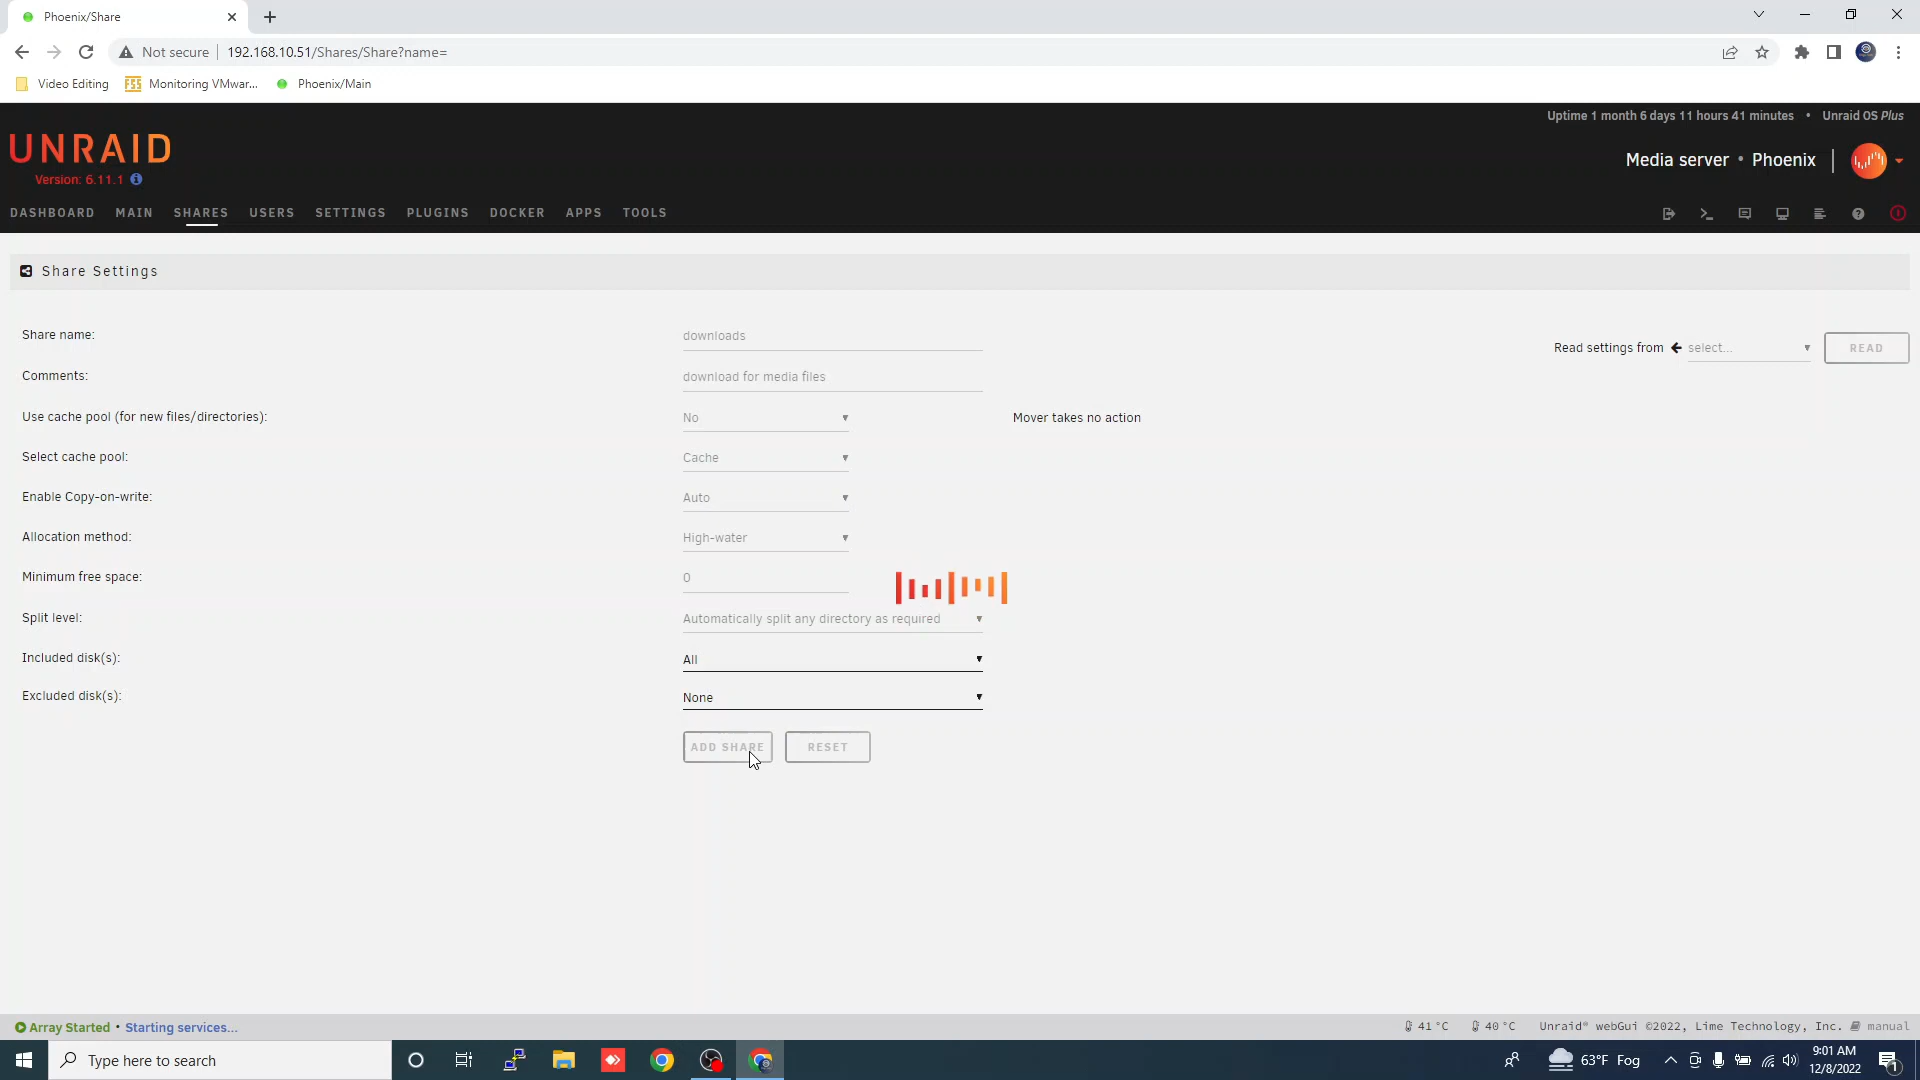 Phoenix/Share
Not secure
192.168.10.51/Shares/Share?name=
Video Editing
Monitoring VMwar...
Phoenix/Main
Uptime 1 month 6 days 11 hours 41 minutes • Unraid OS Plus
UNRAID
Version: 6.11.1
Media server • Phoenix
DASHBOARD MAIN SHARES USERS SETTINGS PLUGINS DOCKER APPS TOOLS
Share Settings
Share name: downloads
Read settings from select... READ
Comments: download for media files
Use cache pool (for new files/directories): No Mover takes no action
Select cache pool: Cache
Enable Copy-on-write: Auto
Allocation method: High-water
Minimum free space: 0
Split level: Automatically split any directory as required
Included disk(s): All
Excluded disk(s): None
ADD SHARE RESET
Array Started • Starting services...
41 °C 40 °C Unraid® webGui ©2022, Lime Technology, Inc. manual
Type here to search
63°F Fog
9:01 AM
12/8/2022
1